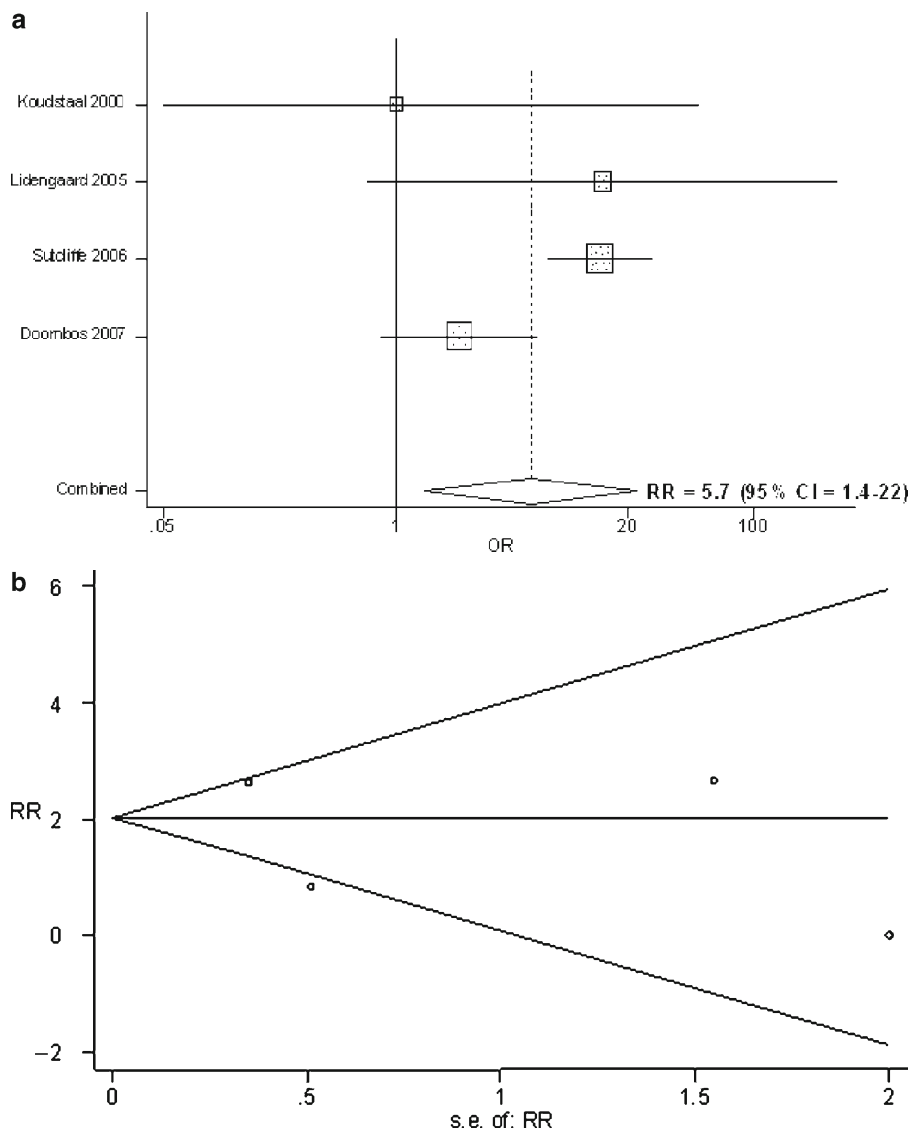 a
Koudstaal 2000
Lidengaard 2005
Sutcliffe 2006
Doornbos 2007
Combined
RR = 5.7 (95% CI = 1.4-22)
.05 1 20 100
OR
b
6
4
RR
2
0
−2
0 .5 1 1.5 2
s.e. of: RR